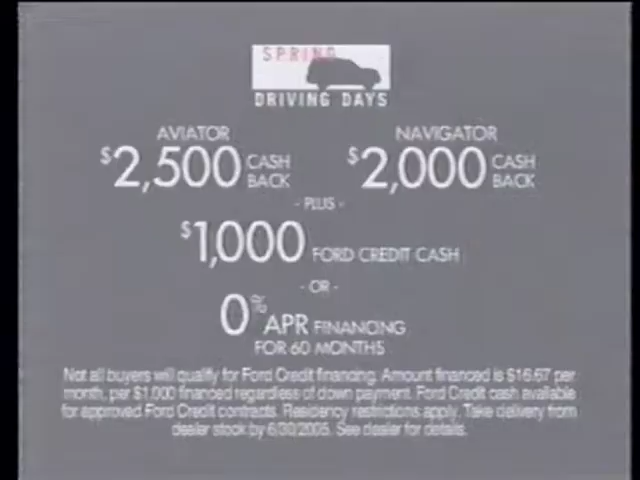 SPRING
DRIVING DAYS
AVIATOR NAVIGATOR
$2,500 CASH BACK $2,000 CASH BACK
- PLUS -
$1,000 FORD CREDIT CASH
- OR -
0% APR FINANCING
FOR 60 MONTHS
Not all buyers will qualify for Ford Credit financing. Amount financed is $16.67 per
month, per $1,000 financed regardless of down payment. Ford Credit cash available
for approved Ford Credit contracts. Residency restrictions apply. Take delivery from
dealer stock by 6/30/2005. See dealer for details.